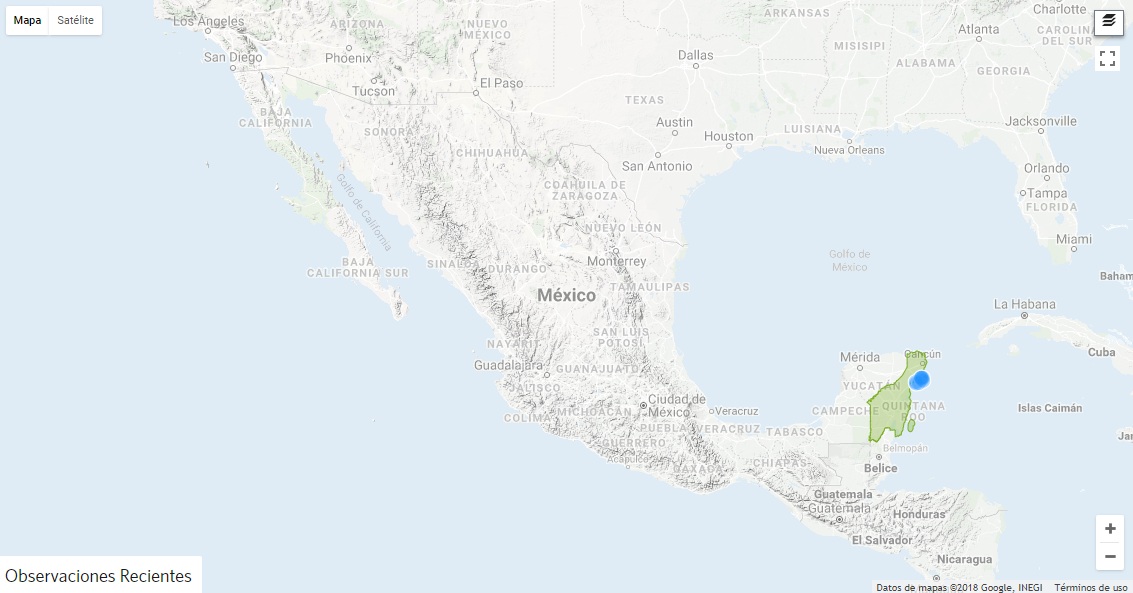 Mapa
Satélite
Los Angeles
San Diego
ARIZONA
Phoenix
Tucson
NUEVO
MÉXICO
El Paso
Dallas
TEXAS
Austin
Houston
San Antonio
ARKANSAS
MISISIPI
ALABAMA
Atlanta
GEORGIA
Charlotte
CAROLINA
DEL SUR
LUISIANA
Nueva Orleans
Jacksonville
Orlando
Tampa
FLORIDA
Miami
BAJA
CALIFORNIA
SONORA
CHIHUAHUA
Golfo de California
COAHUILA DE
ZARAGOZA
NUEVO LEÓN
Monterrey
BAJA
CALIFORNIA SUR
SINALOA
DURANGO
México
TAMAULIPAS
SAN LUIS
POTOSÍ
NAYARIT
Guadalajara
GUANAJUATO
JALISCO
COLIMA
MICHOACÁN
Ciudad de
México
Veracruz
PUEBLA
VERACRUZ
GUERRERO
Acapulco
OAXACA
TABASCO
CHIAPAS
Golfo de
México
Mérida
Cancún
YUCATÁN
CAMPECHE
QUINTANA
ROO
Belmopán
Belice
Guatemala
Guatemala
Honduras
El Salvador
Nicaragua
La Habana
Cuba
Baham
Islas Caimán
Jan
Observaciones Recientes
Datos de mapas ©2018 Google, INEGI
Términos de uso